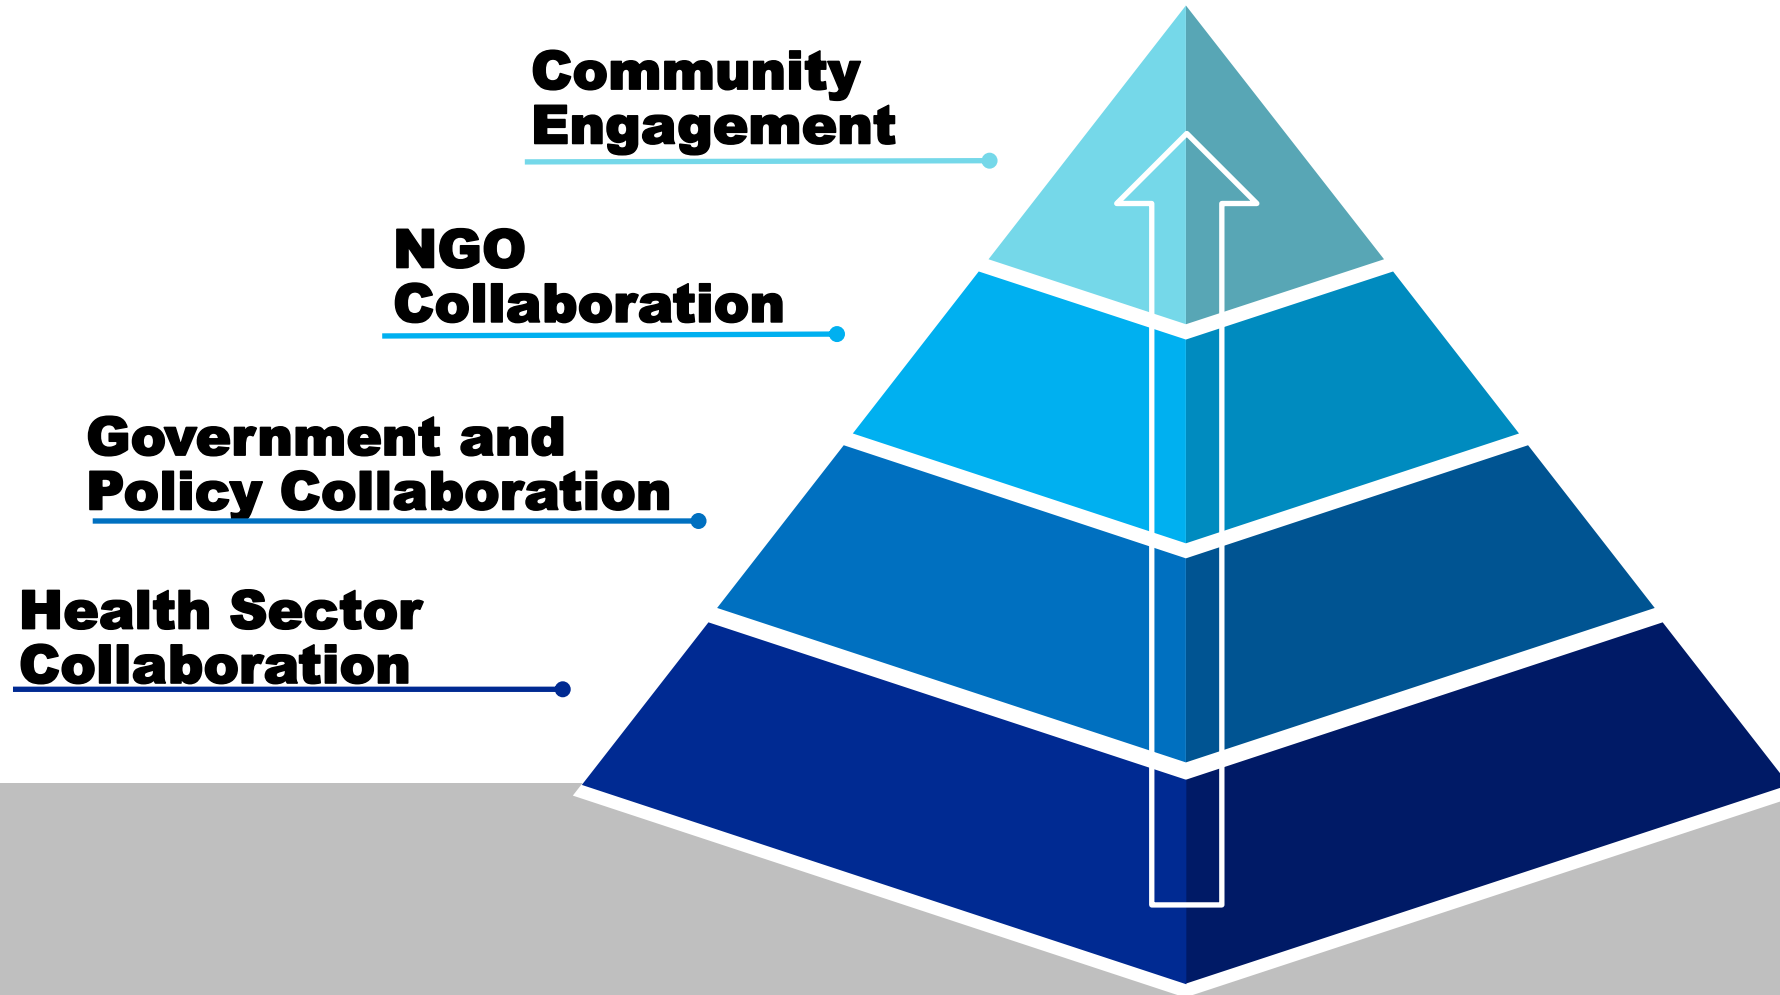 Community
Engagement
NGO
Collaboration
Government and
Policy Collaboration
Health Sector
Collaboration